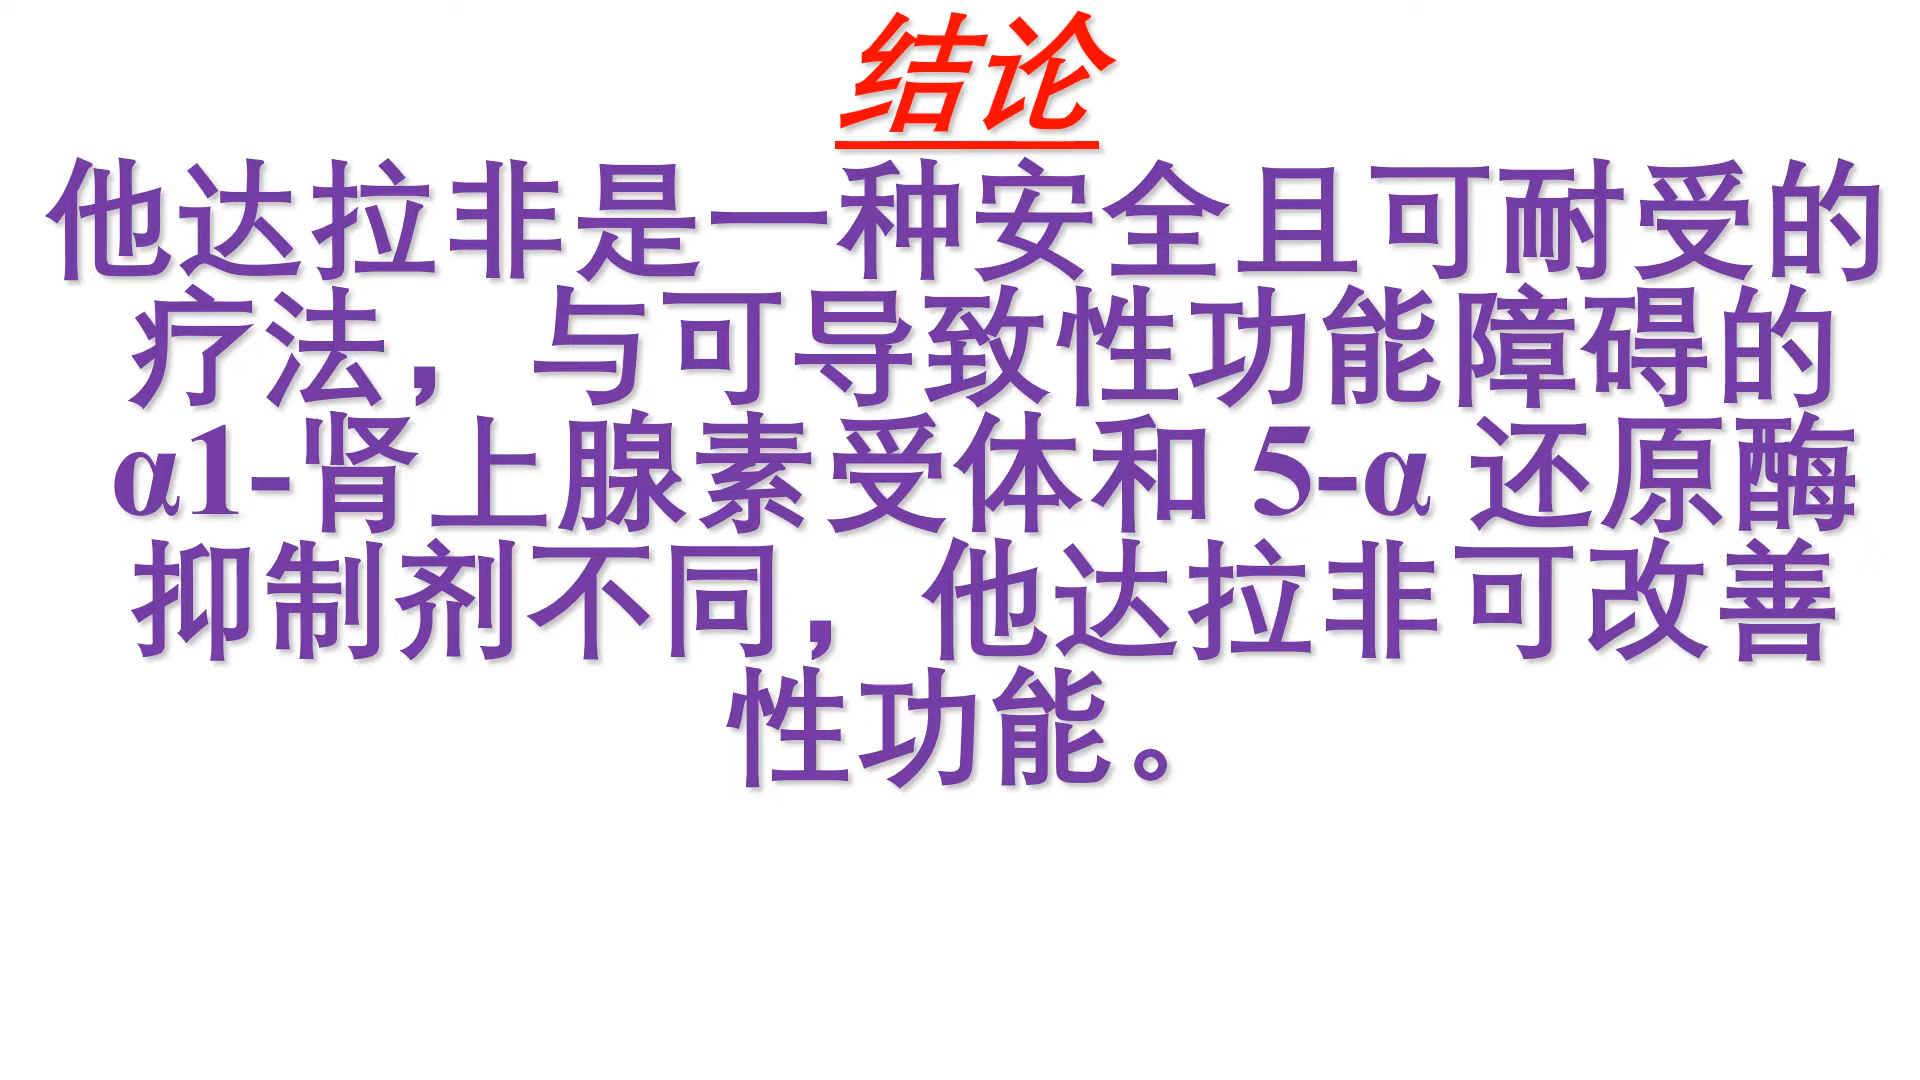 结论
他达拉非是一种安全且可耐受的
疗法，与可导致性功能障碍的
α1-肾上腺素受体和 5-α 还原酶
抑制剂不同，他达拉非可改善
性功能。